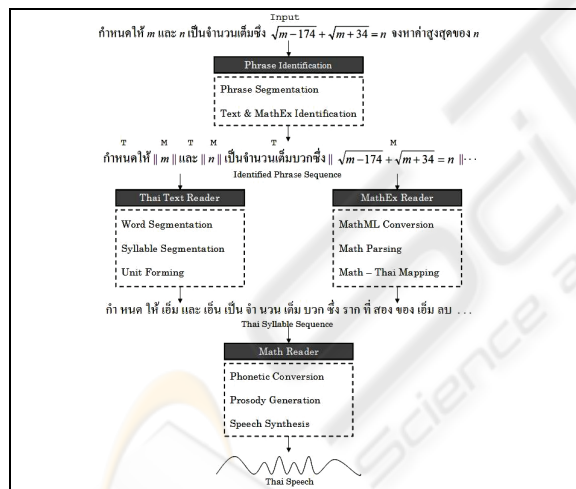 Input
กำหนดให้ m และ n เป็นจำนวนเต็มซึ่ง √m−174 + √m+34 = n จงหาค่าสูงสุดของ n
Phrase Identification
Phrase Segmentation
Text & MathEx Identification
T M T M T M
กำหนดให้ || m || และ || n || เป็นจำนวนเต็มบวกซึ่ง || √m−174 + √m+34 = n ||···
Identified Phrase Sequence
Thai Text Reader
Word Segmentation
Syllable Segmentation
Unit Forming
MathEx Reader
MathML Conversion
Math Parsing
Math – Thai Mapping
กำ หนด ให้ เอ็ม และ เอ็น เป็น จำ นวน เต็ม บวก ซึ่ง ราก ที่ สอง ของ เอ็ม ลบ ...
Thai Syllable Sequence
Math Reader
Phonetic Conversion
Prosody Generation
Speech Synthesis
Thai Speech